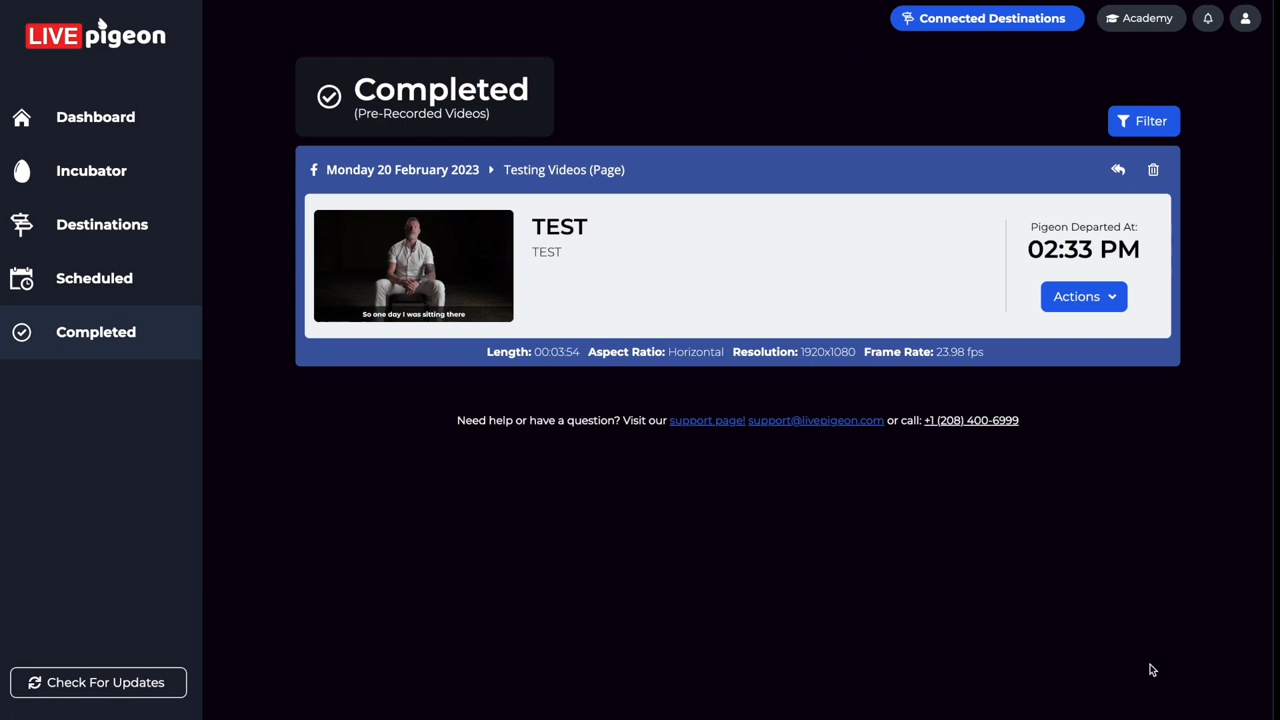 LIVE pigeon
Connected Destinations
Academy
Dashboard
Incubator
Destinations
Scheduled
Completed
Check For Updates
Completed
(Pre-Recorded Videos)
Filter
Monday 20 February 2023 Testing Videos (Page)
TEST
TEST
So one day I was sitting there
Pigeon Departed At:
02:33 PM
Actions
Length: 00:03:54 Aspect Ratio: Horizontal Resolution: 1920x1080 Frame Rate: 23.98 fps
Need help or have a question? Visit our support page! support@livepigeon.com or call: +1 (208) 400-6999